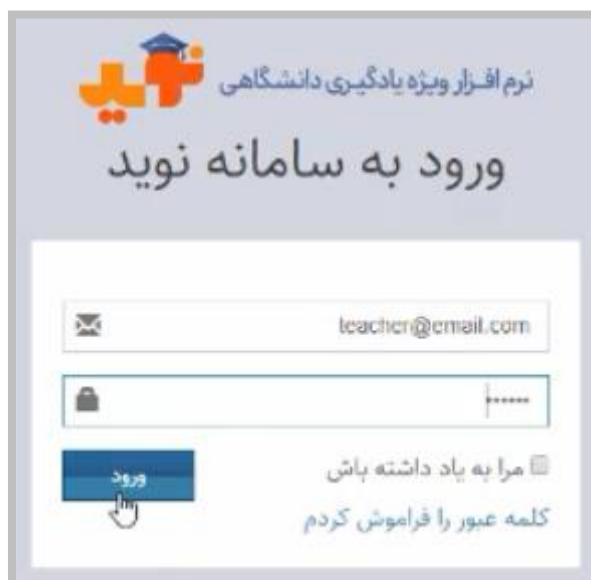 نوید
نرم افزار ویژه یادگیری دانشگاهی
ورود به سامانه نوید
teacher@email.com
••••••
مرا به یاد داشته باش
ورود
کلمه عبور را فراموش کردم